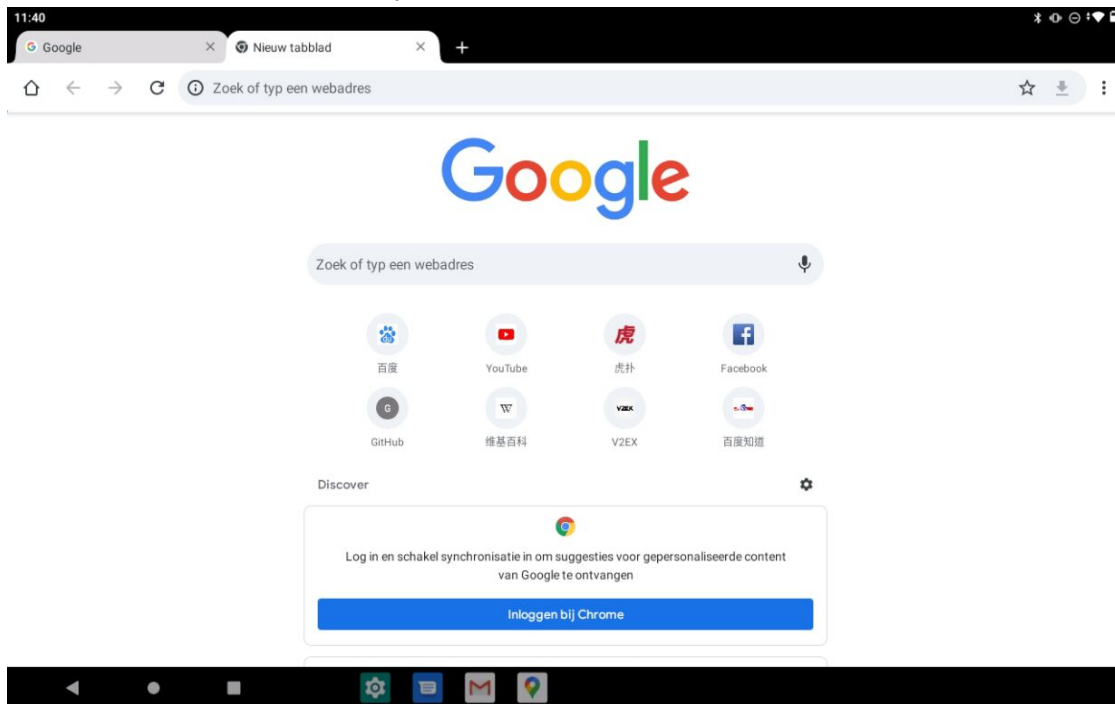 11:40
Google
Nieuw tabblad
Zoek of typ een webadres
Google
Zoek of typ een webadres
百度
YouTube
虎
虎扑
Facebook
G
GitHub
W
维基百科
V2EX
V2EX
百度知道
Discover
Log in en schakel synchronisatie in om suggesties voor gepersonaliseerde content
van Google te ontvangen
Inloggen bij Chrome